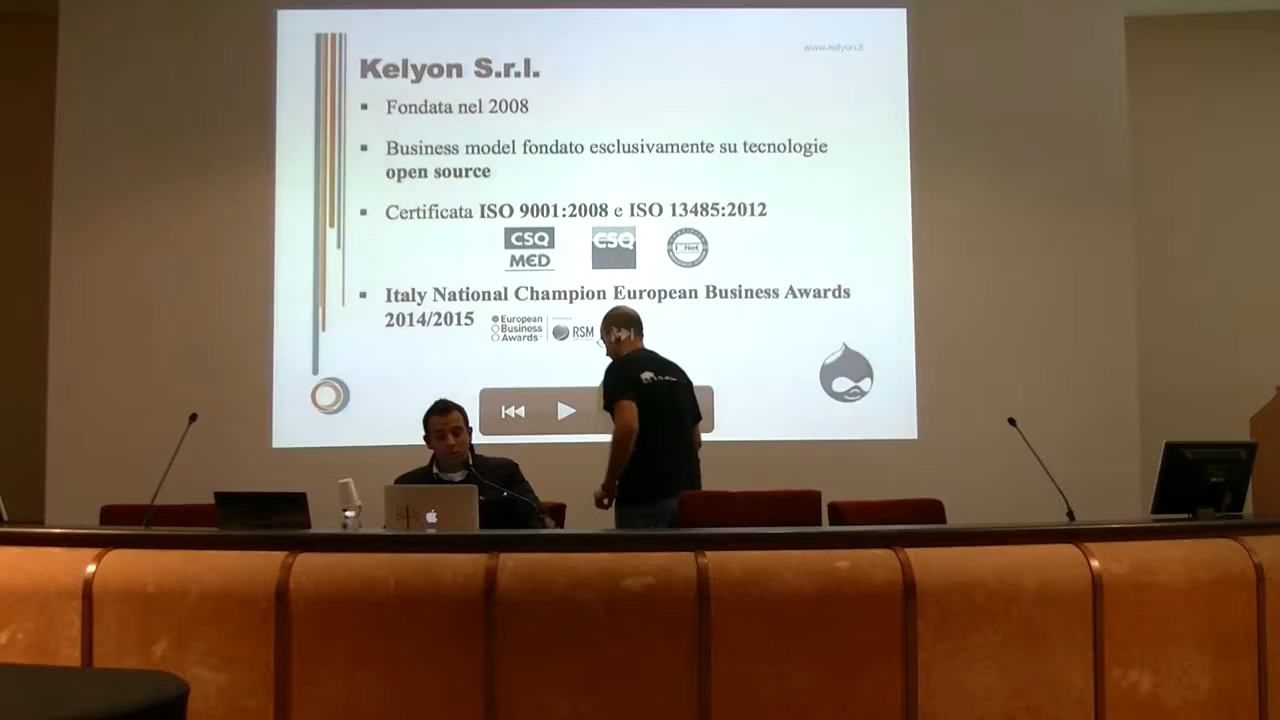 www.kelyon.it
Kelyon S.r.l.
▪ Fondata nel 2008
▪ Business model fondato esclusivamente su tecnologie
open source
▪ Certificata ISO 9001:2008 e ISO 13485:2012
CSQ
MED
CSQ
▪ Italy National Champion European Business Awards
2014/2015
European
Business
Awards
RSM